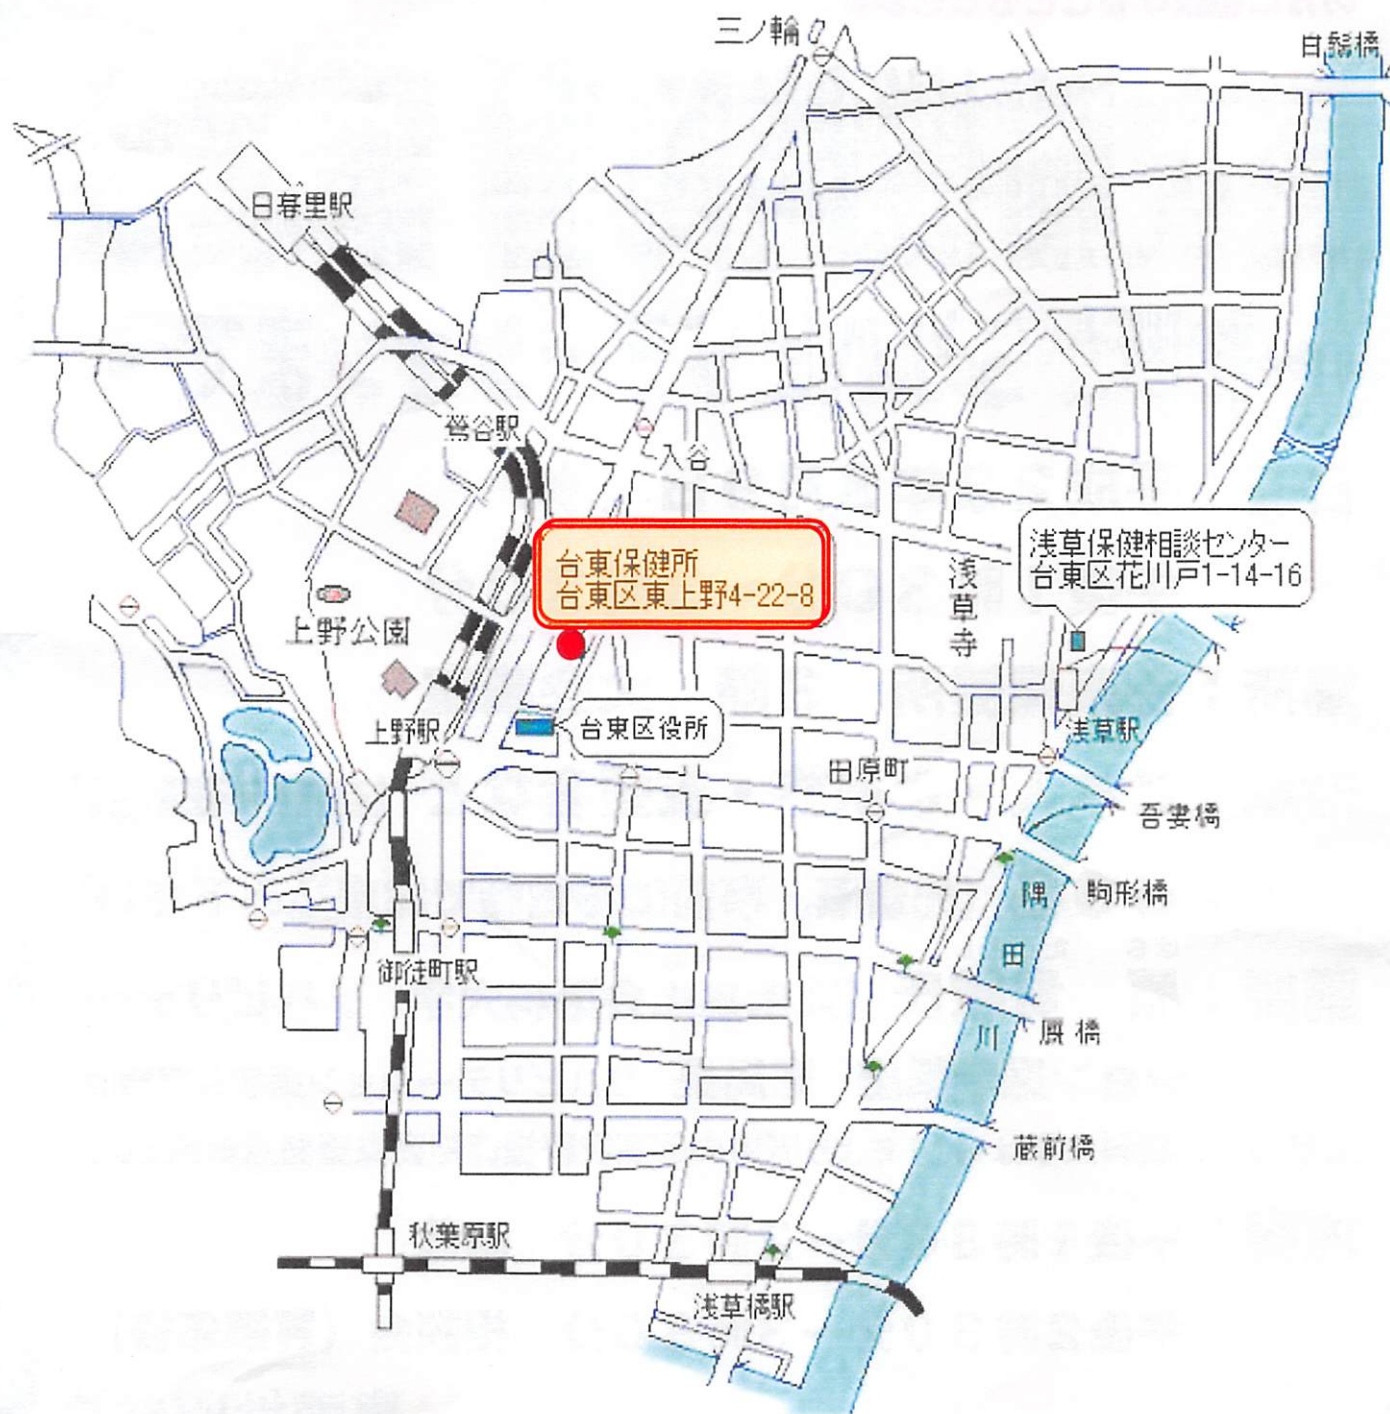 三ノ輪
白鬚橋
日暮里駅
鶯谷駅
入谷
台東保健所
台東区東上野4-22-8
浅草保健相談センター
台東区花川戸1-14-16
浅草寺
上野公園
上野駅
台東区役所
浅草駅
田原町
吾妻橋
駒形橋
隅田川
御徒町駅
厩橋
蔵前橋
秋葉原駅
浅草橋駅